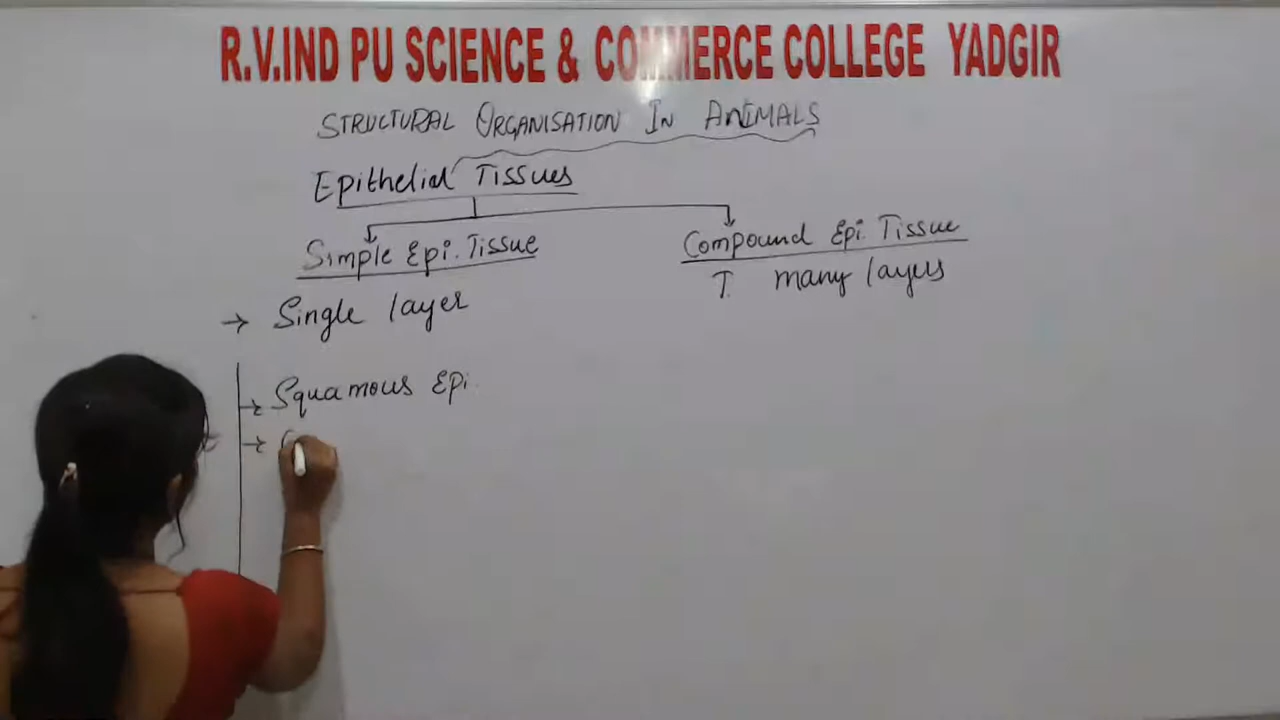 R.V.IND PU SCIENCE & COMMERCE COLLEGE YADGIR
STRUCTURAL ORGANISATION IN ANIMALS
Epithelial Tissues
Simple Epi. Tissue
Compound Epi. Tissue
→ Single layer
T. many layers
→ Squamous Epi.
→ C